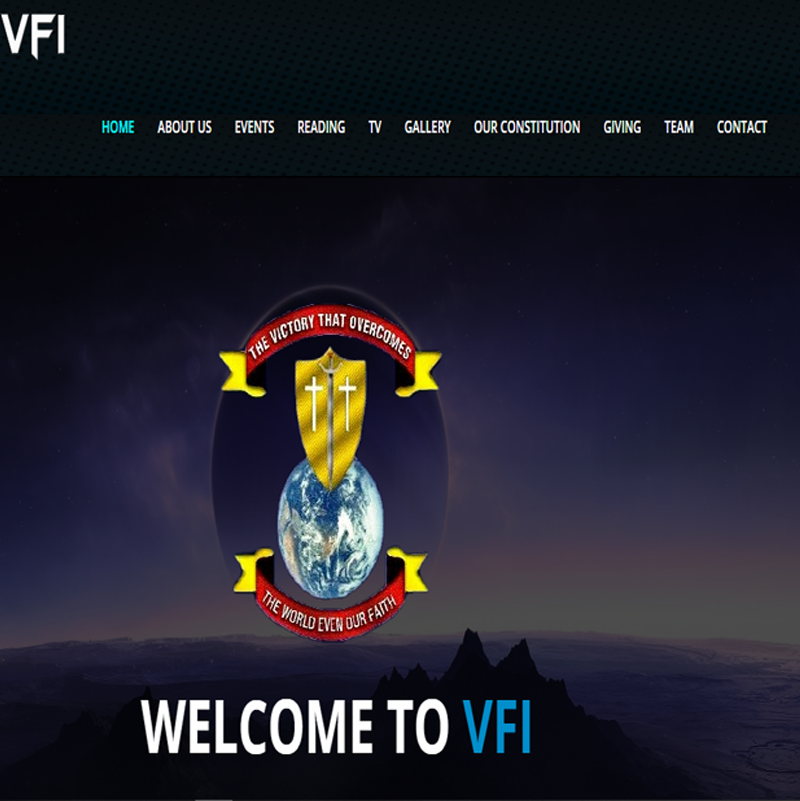 VFI
HOME ABOUT US EVENTS READING TV GALLERY OUR CONSTITUTION GIVING TEAM CONTACT
THE VICTORY THAT OVERCOMES
THE WORLD EVEN OUR FAITH
WELCOME TO VFI